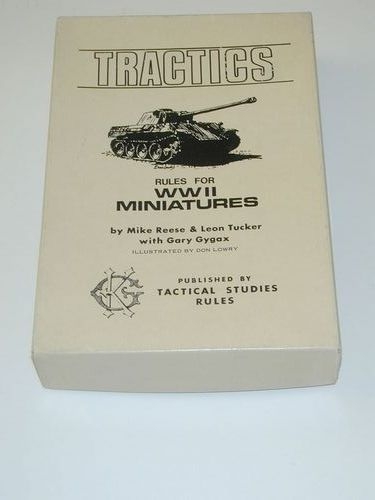 TRACTICS
RULES FOR
WWII
MINIATURES
by Mike Reese & Leon Tucker
with Gary Gygax
ILLUSTRATED BY DON LOWRY
PUBLISHED BY
TACTICAL STUDIES
RULES